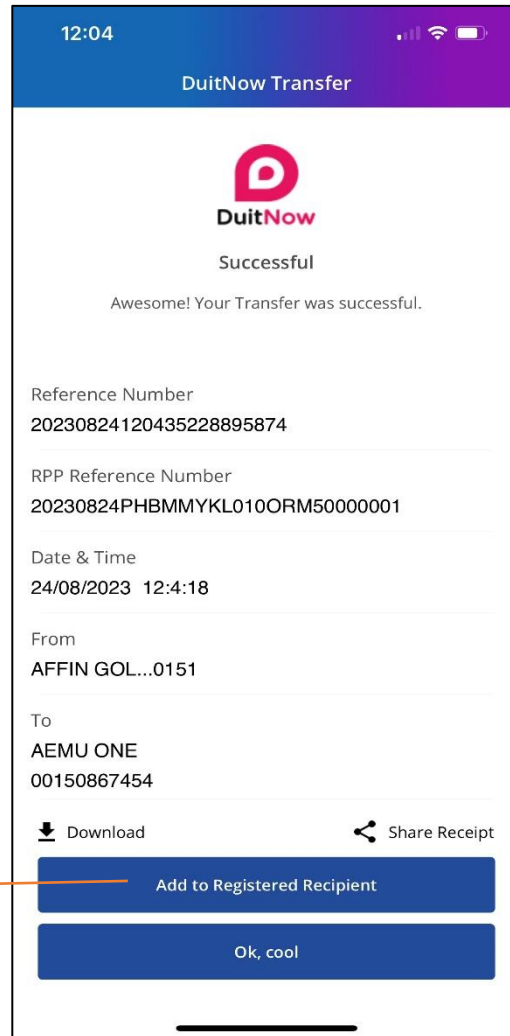 12:04
DuitNow Transfer
DuitNow
Successful
Awesome! Your Transfer was successful.
Reference Number
20230824120435228895874
RPP Reference Number
20230824PHBMMYKL010ORM50000001
Date & Time
24/08/2023 12:4:18
From
AFFIN GOL...0151
To
AEMU ONE
00150867454
Download Share Receipt
Add to Registered Recipient
Ok, cool